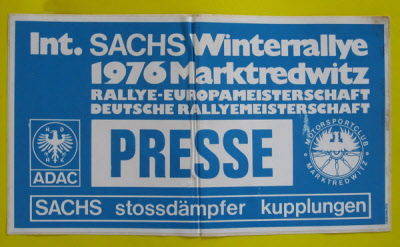 Int. SACHS Winterrallye
1976 Marktredwitz
RALLYE-EUROPAMEISTERSCHAFT
DEUTSCHE RALLYEMEISTERSCHAFT
PRESSE
ADAC
MOTORSPORTCLUB
MARKTREDWITZ
SACHS stossdämpfer kupplungen